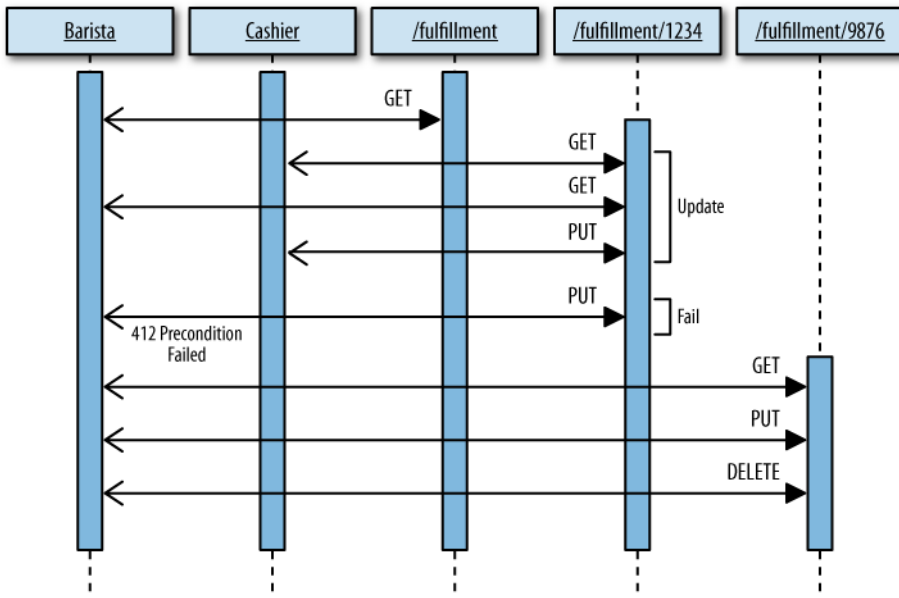 Barista
Cashier
/fulfillment
/fulfillment/1234
/fulfillment/9876
GET
GET
GET
Update
PUT
PUT
Fail
412 Precondition
Failed
GET
PUT
DELETE